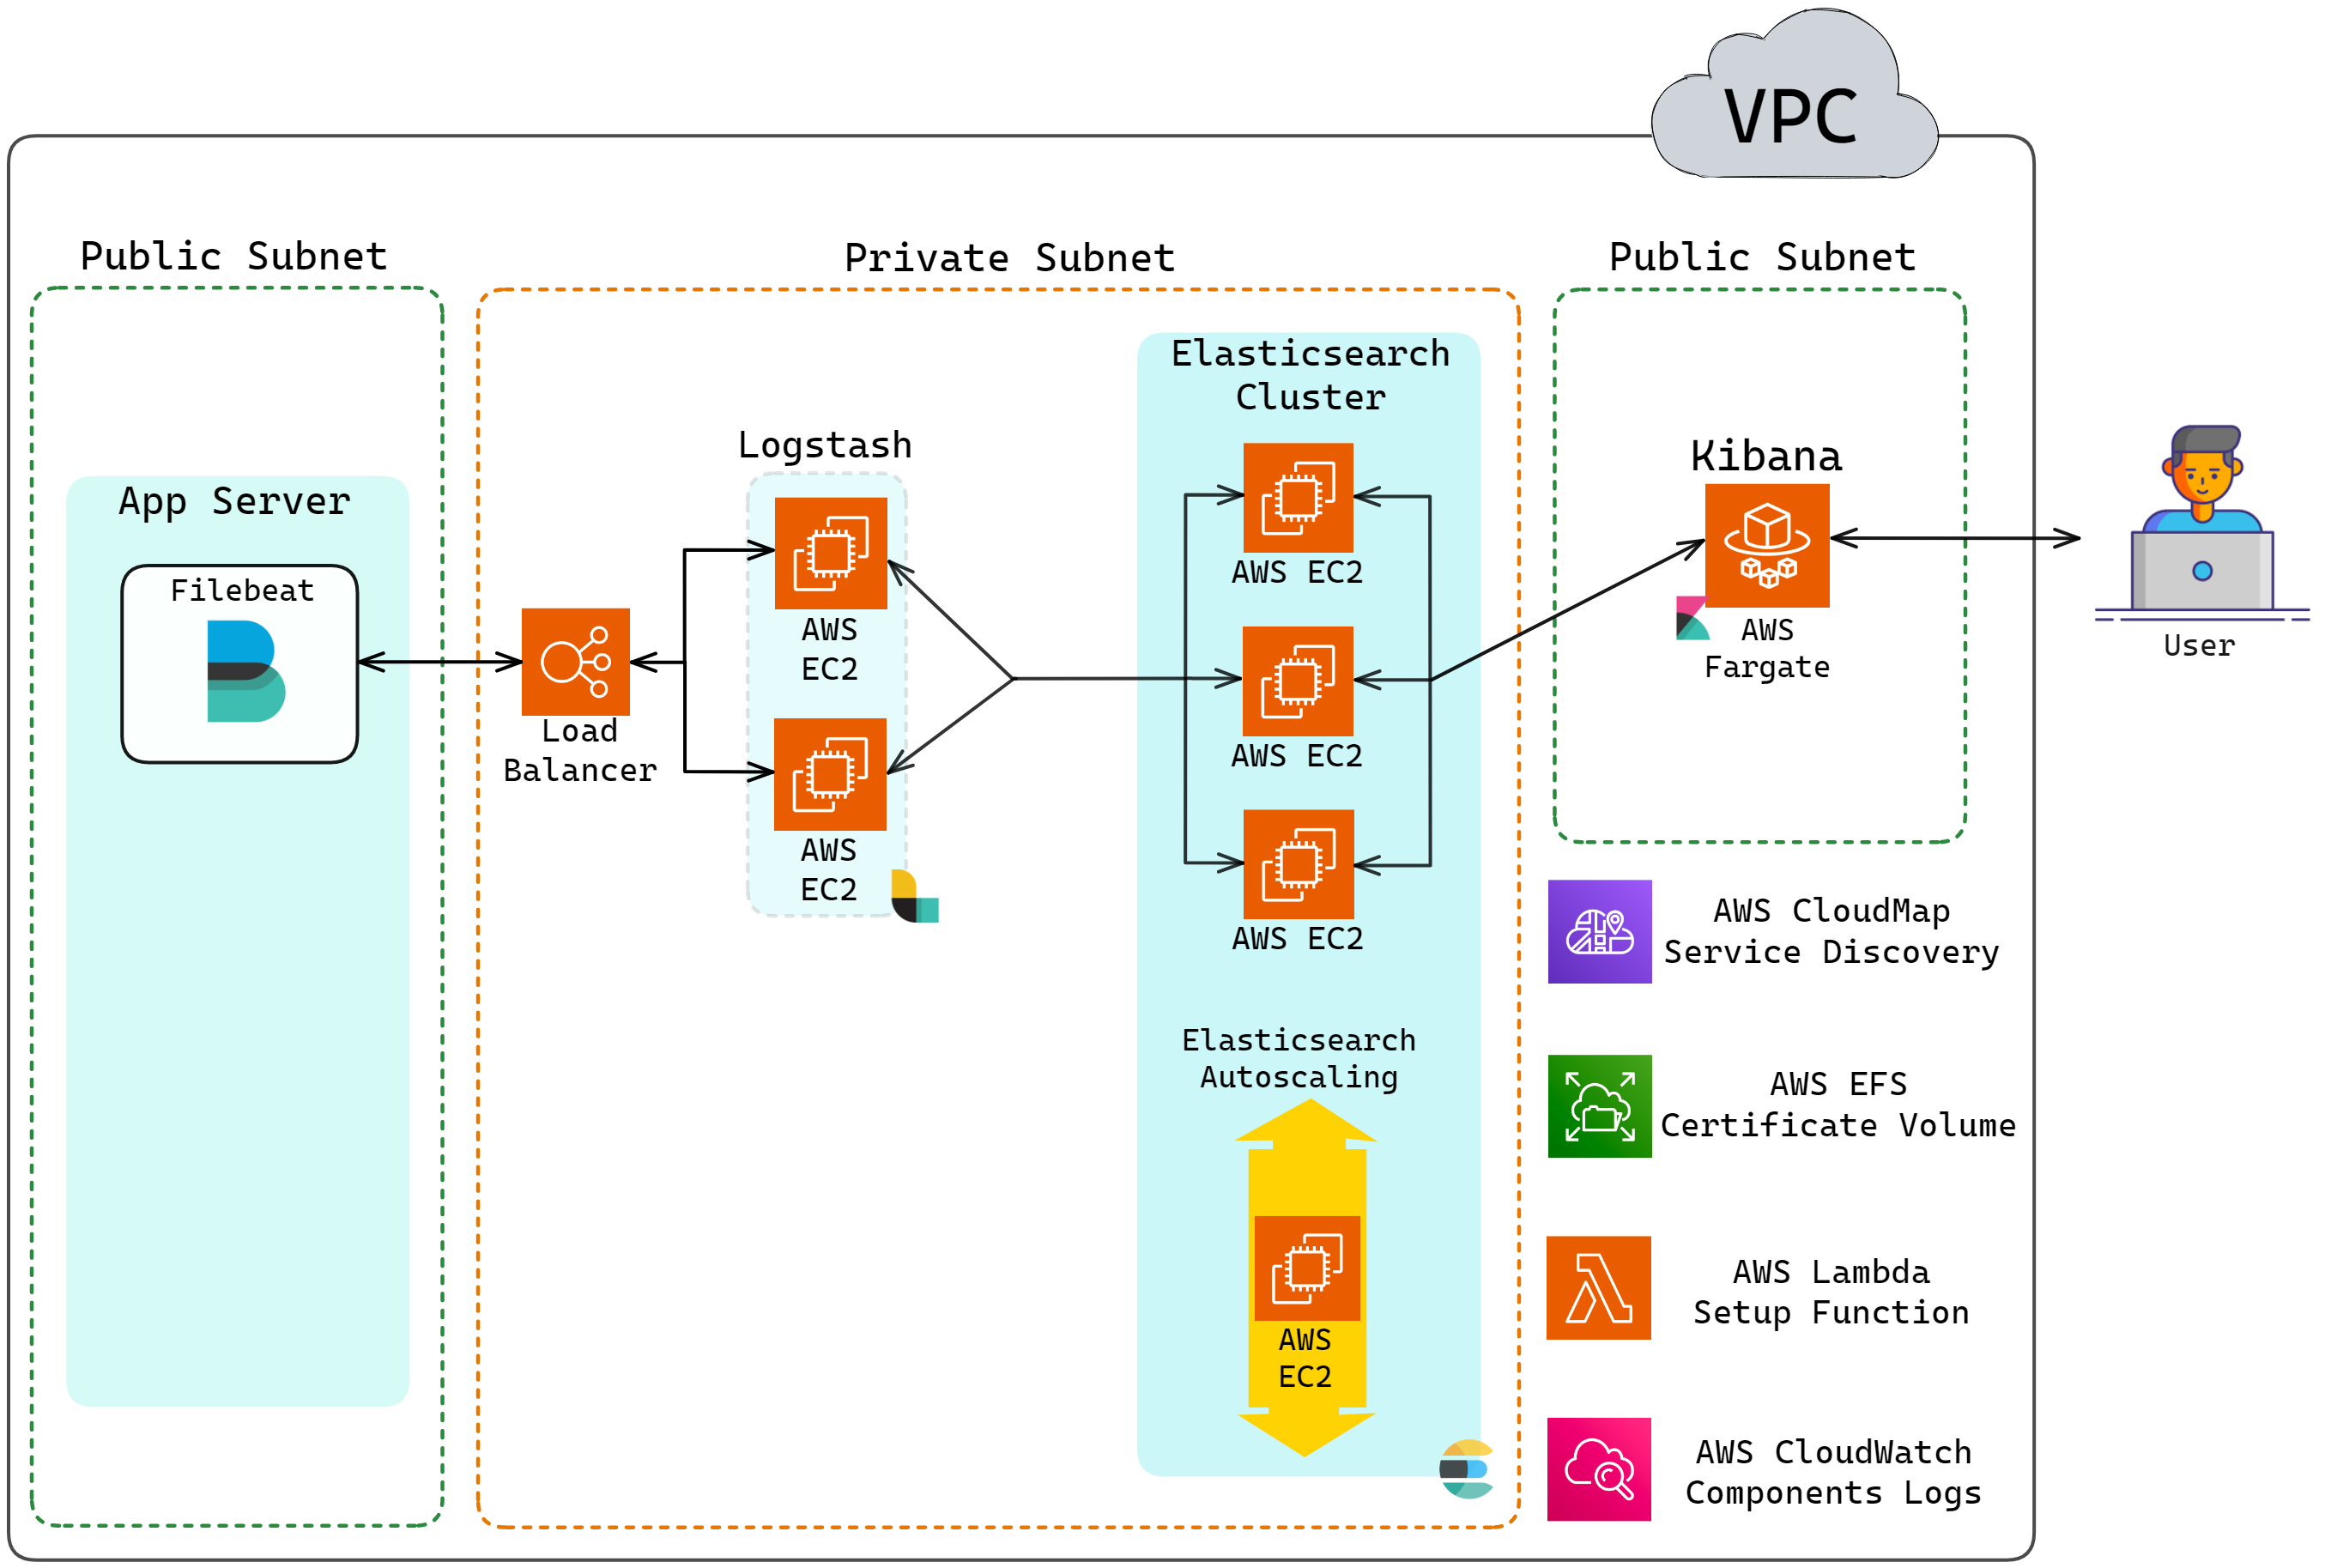 VPC
Public Subnet
Private Subnet
Public Subnet
App Server
Filebeat
Load
Balancer
Logstash
AWS
EC2
AWS
EC2
Elasticsearch
Cluster
AWS EC2
AWS EC2
AWS EC2
Elasticsearch
Autoscaling
AWS
EC2
Kibana
AWS
Fargate
User
AWS CloudMap
Service Discovery
AWS EFS
Certificate Volume
AWS Lambda
Setup Function
AWS CloudWatch
Components Logs